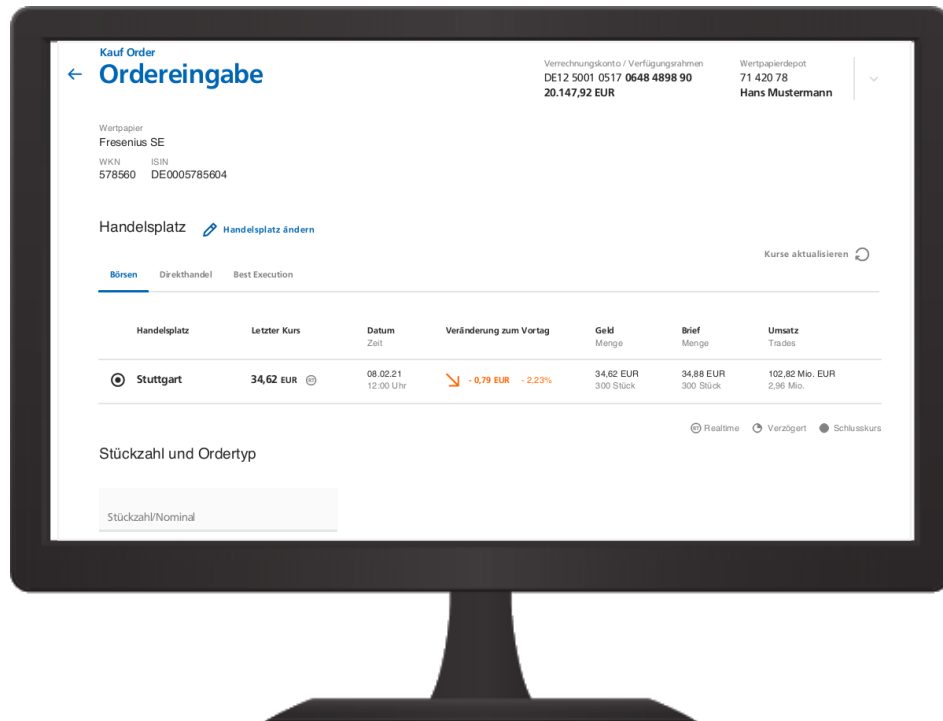 Kauf Order
Ordereingabe
Verrechnungskonto / Verfügungsrahmen
DE12 5001 0517 0648 4898 90
20.147,92 EUR
Wertpapierdepot
71 420 78
Hans Mustermann
Wertpapier
Fresenius SE
WKN ISIN
578560 DE0005785604
Handelsplatz Handelsplatz ändern
Kurse aktualisieren
Börsen Direkthandel Best Execution
Handelsplatz Letzter Kurs Datum Veränderung zum Vortag Geld Brief Umsatz
Zeit Menge Menge Trades
Stuttgart 34,62 EUR RT 08.02.21 - 0,79 EUR - 2,23% 34,62 EUR 34,88 EUR 102,82 Mio. EUR
12:00 Uhr 300 Stück 300 Stück 2,96 Mio.
RT Realtime Verzögert Schlusskurs
Stückzahl und Ordertyp
Stückzahl/Nominal